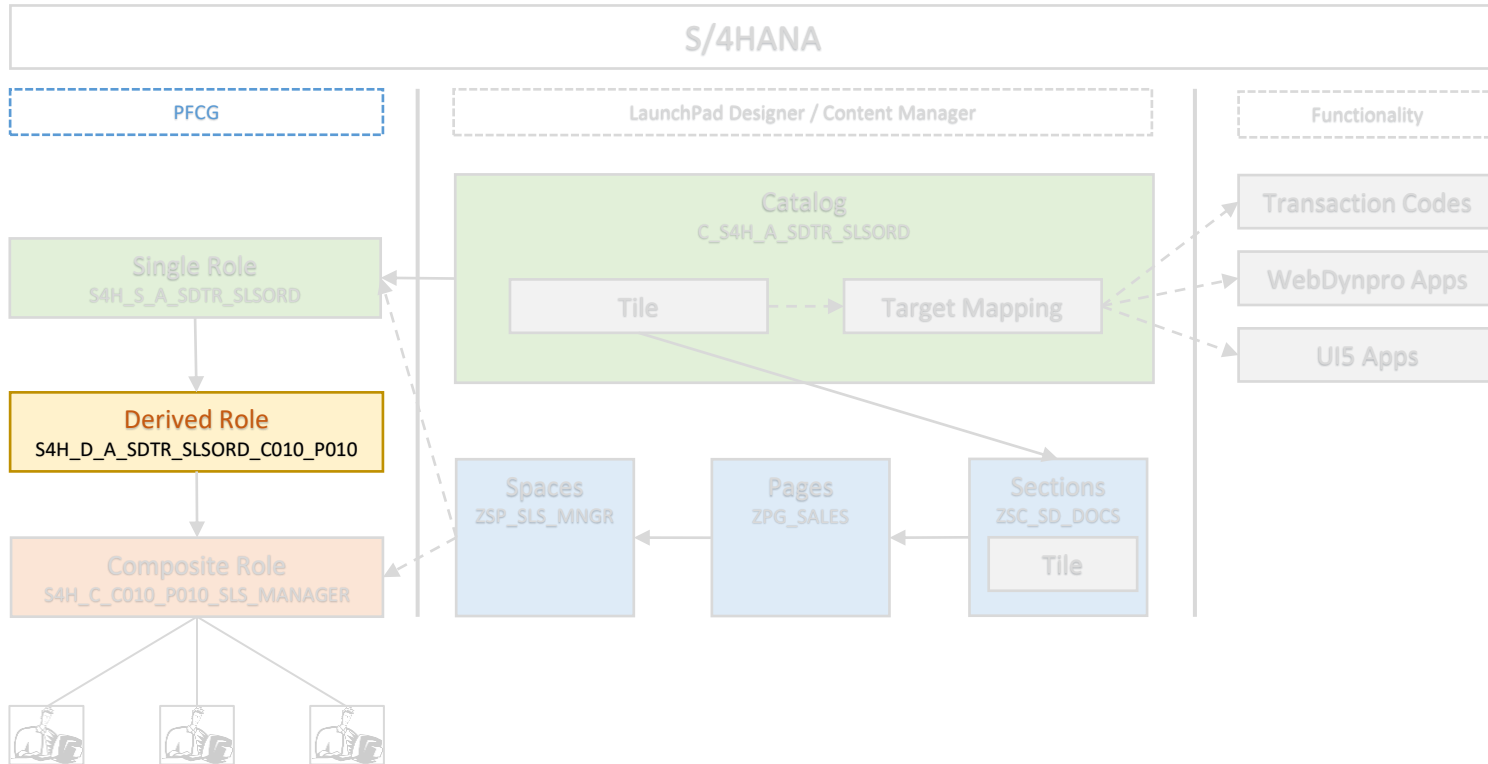 S/4HANA
PFCG
LaunchPad Designer / Content Manager
Functionality
Catalog
C_S4H_A_SDTR_SLSORD
Tile
Target Mapping
Transaction Codes
WebDynpro Apps
UI5 Apps
Single Role
S4H_S_A_SDTR_SLSORD
Derived Role
S4H_D_A_SDTR_SLSORD_C010_P010
Composite Role
S4H_C_C010_P010_SLS_MANAGER
Spaces
ZSP_SLS_MNGR
Pages
ZPG_SALES
Sections
ZSC_SD_DOCS
Tile